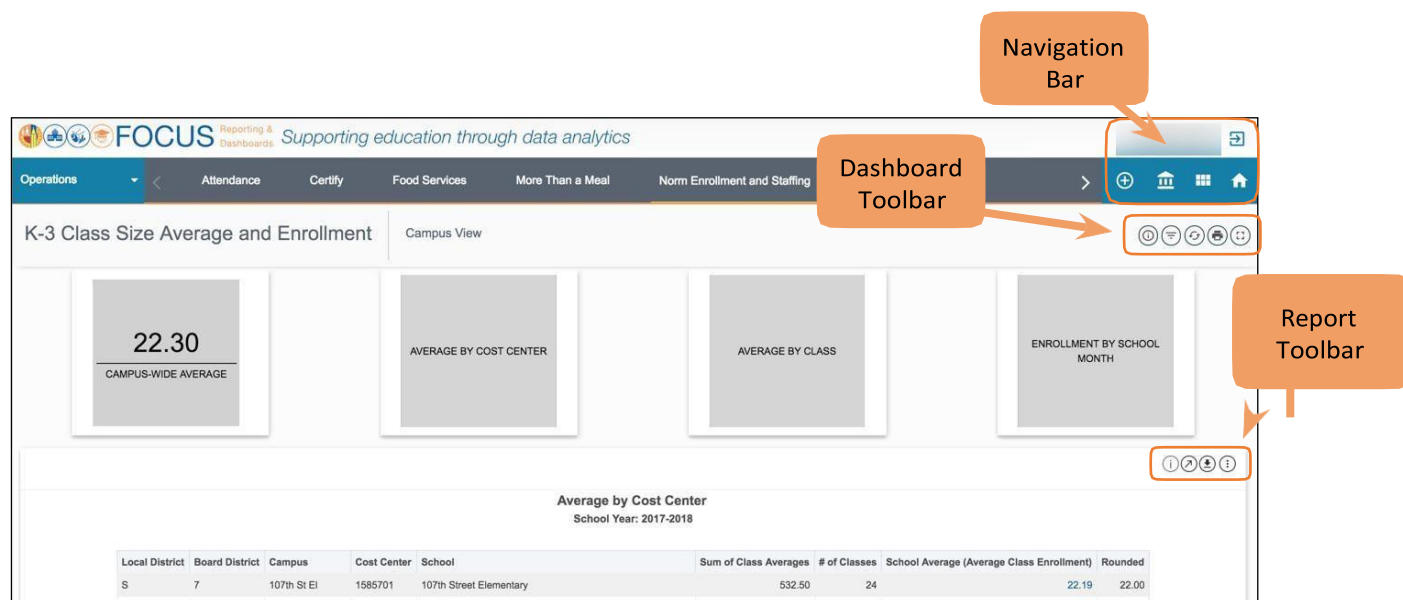 Navigation
Bar
FOCUS Reporting & Dashboards Supporting education through data analytics
Dashboard
Toolbar
Operations Attendance Certify Food Services More Than a Meal Norm Enrollment and Staffing
K-3 Class Size Average and Enrollment Campus View
Report
Toolbar
22.30
CAMPUS-WIDE AVERAGE
AVERAGE BY COST CENTER
AVERAGE BY CLASS
ENROLLMENT BY SCHOOL
MONTH
Average by Cost Center
School Year: 2017-2018
Local District Board District Campus Cost Center School Sum of Class Averages # of Classes School Average (Average Class Enrollment) Rounded
S 7 107th St El 1585701 107th Street Elementary 532.50 24 22.19 22.00